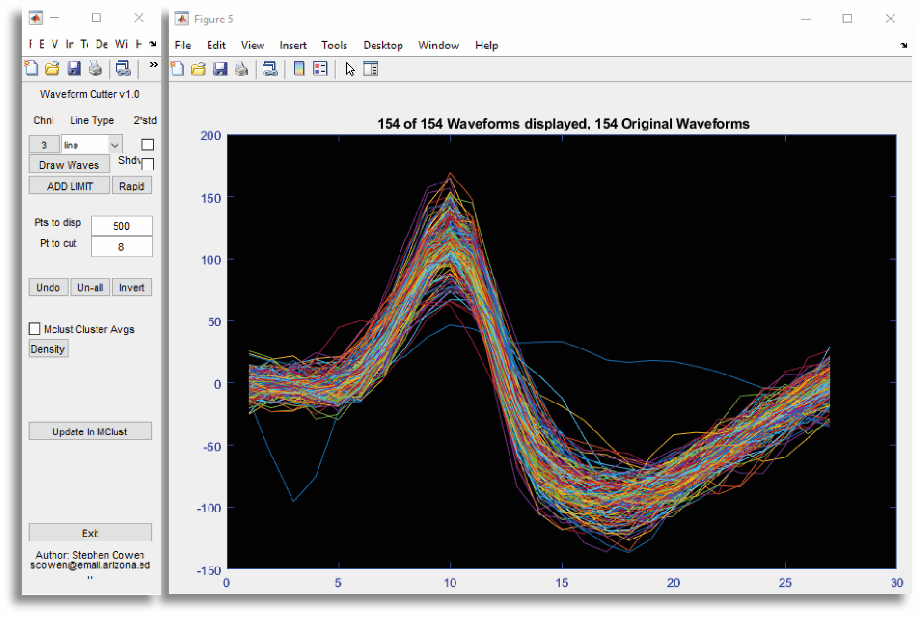 Figure 5
F E V Ir To De Wi H
File Edit View Insert Tools Desktop Window Help
Waveform Cutter v1.0
Chnl Line Type 2*std
3 line
Draw Waves Shdv
ADD LIMIT Rapid
Pts to disp 500
Pt to cut 8
Undo Un-all Invert
Mclust Cluster Avgs
Density
Update In MClust
Exit
Author: Stephen Cowen
scowen@email.arizona.ed
154 of 154 Waveforms displayed, 154 Original Waveforms
200
150
100
50
0
-50
-100
-150
0 5 10 15 20 25 30